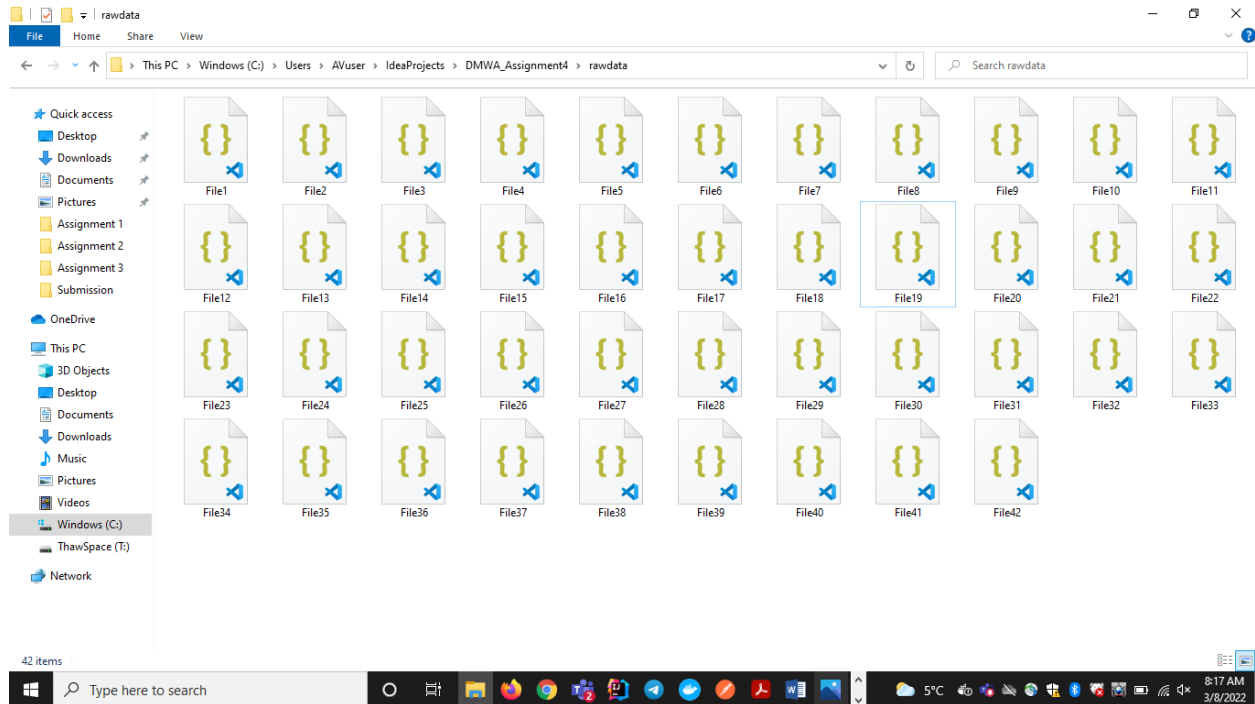 rawdata
File Home Share View
This PC > Windows (C:) > Users > AVuser > IdeaProjects > DMWA_Assignment4 > rawdata
Search rawdata
Quick access
Desktop
Downloads
Documents
Pictures
Assignment 1
Assignment 2
Assignment 3
Submission
OneDrive
This PC
3D Objects
Desktop
Documents
Downloads
Music
Pictures
Videos
Windows (C:)
ThawSpace (T:)
Network
File1 File2 File3 File4 File5 File6 File7 File8 File9 File10 File11
File12 File13 File14 File15 File16 File17 File18 File19 File20 File21 File22
File23 File24 File25 File26 File27 File28 File29 File30 File31 File32 File33
File34 File35 File36 File37 File38 File39 File40 File41 File42
42 items
Type here to search
5°C
8:17 AM
3/8/2022